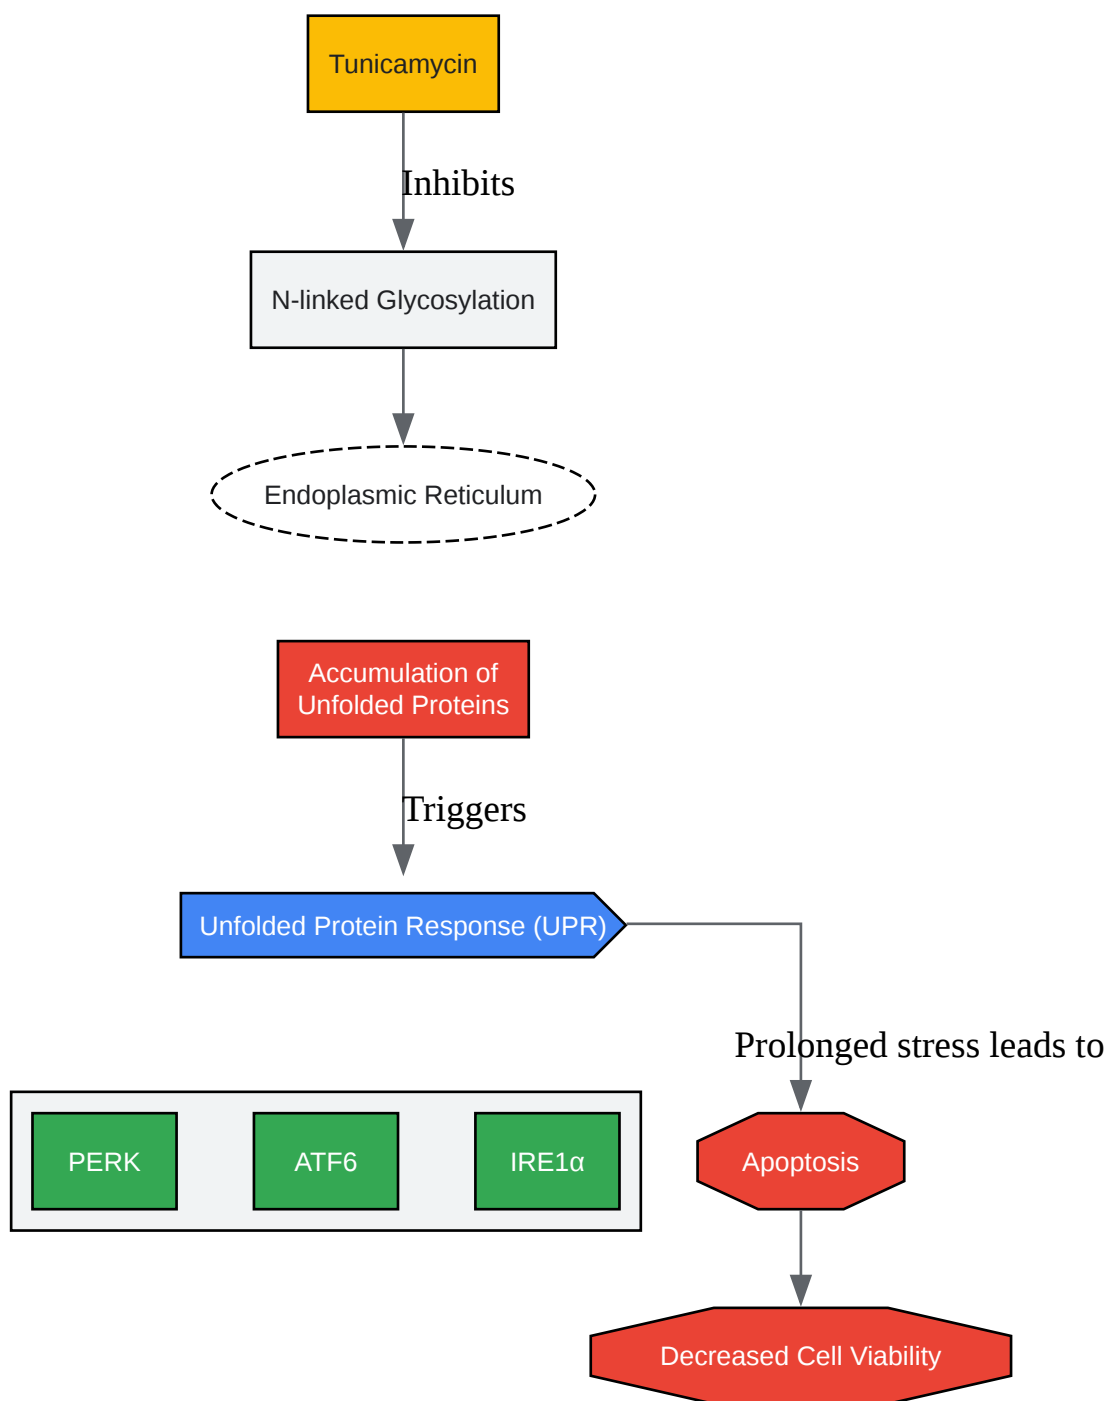 Tunicamycin
Inhibits
N-linked Glycosylation
Endoplasmic Reticulum
Accumulation of
Unfolded Proteins
Triggers
Unfolded Protein Response (UPR)
Prolonged stress leads to
PERK
ATF6
IRE1α
Apoptosis
Decreased Cell Viability